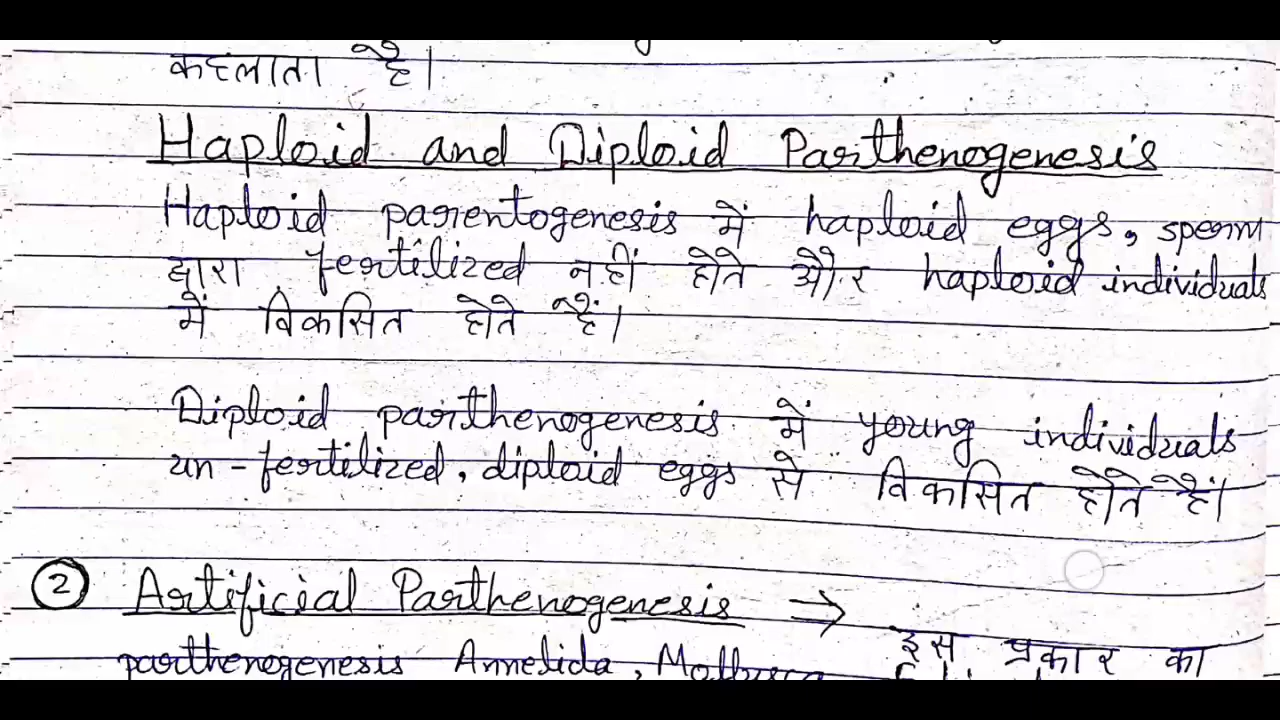 कहलाता है।
Haploid and Diploid Parthenogenesis
Haploid parentogenesis में haploid eggs, sperm
द्वारा fertilized नहीं होते और haploid individuals
में विकसित होते हैं।
Diploid parthenogenesis में young individuals
un-fertilized, diploid eggs से विकसित होते हैं।
2 Artificial Parthenogenesis →
इस प्रकार का
parthenogenesis Annelida, Mollusca